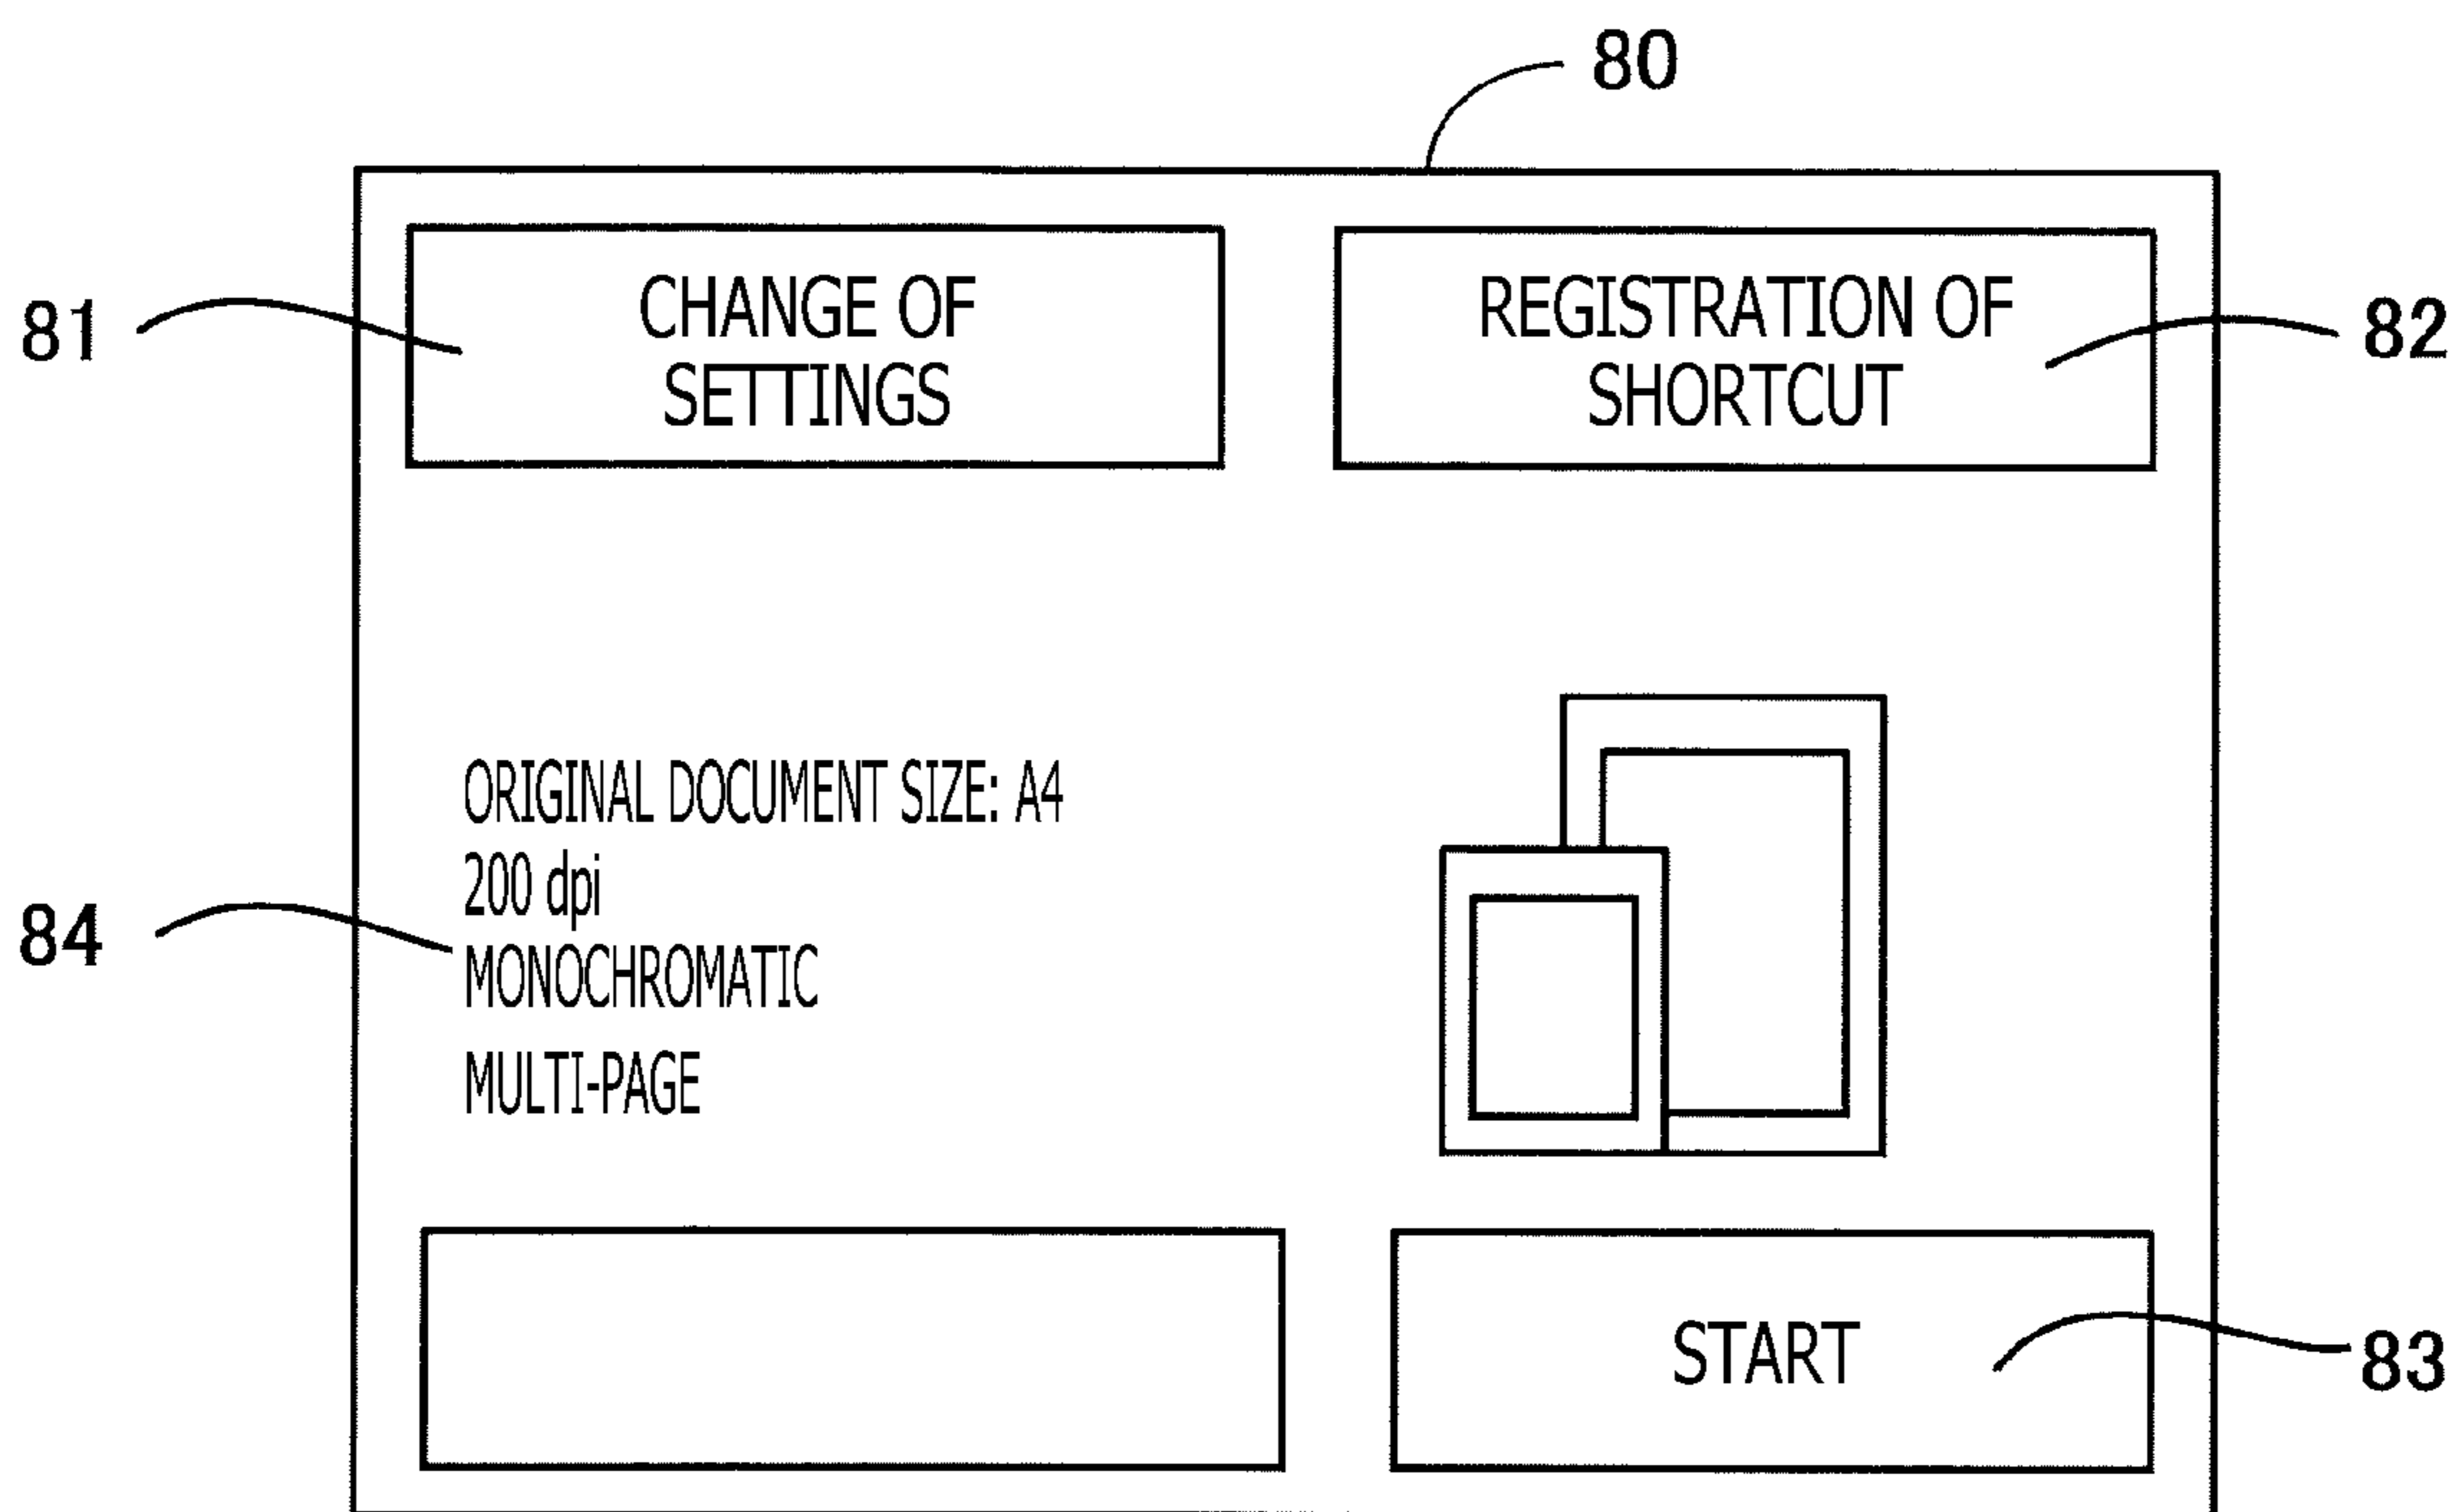 80
81
CHANGE OF
SETTINGS
REGISTRATION OF
SHORTCUT
82
ORIGINAL DOCUMENT SIZE: A4
200 dpi
MONOCHROMATIC
MULTI-PAGE
84
START
83